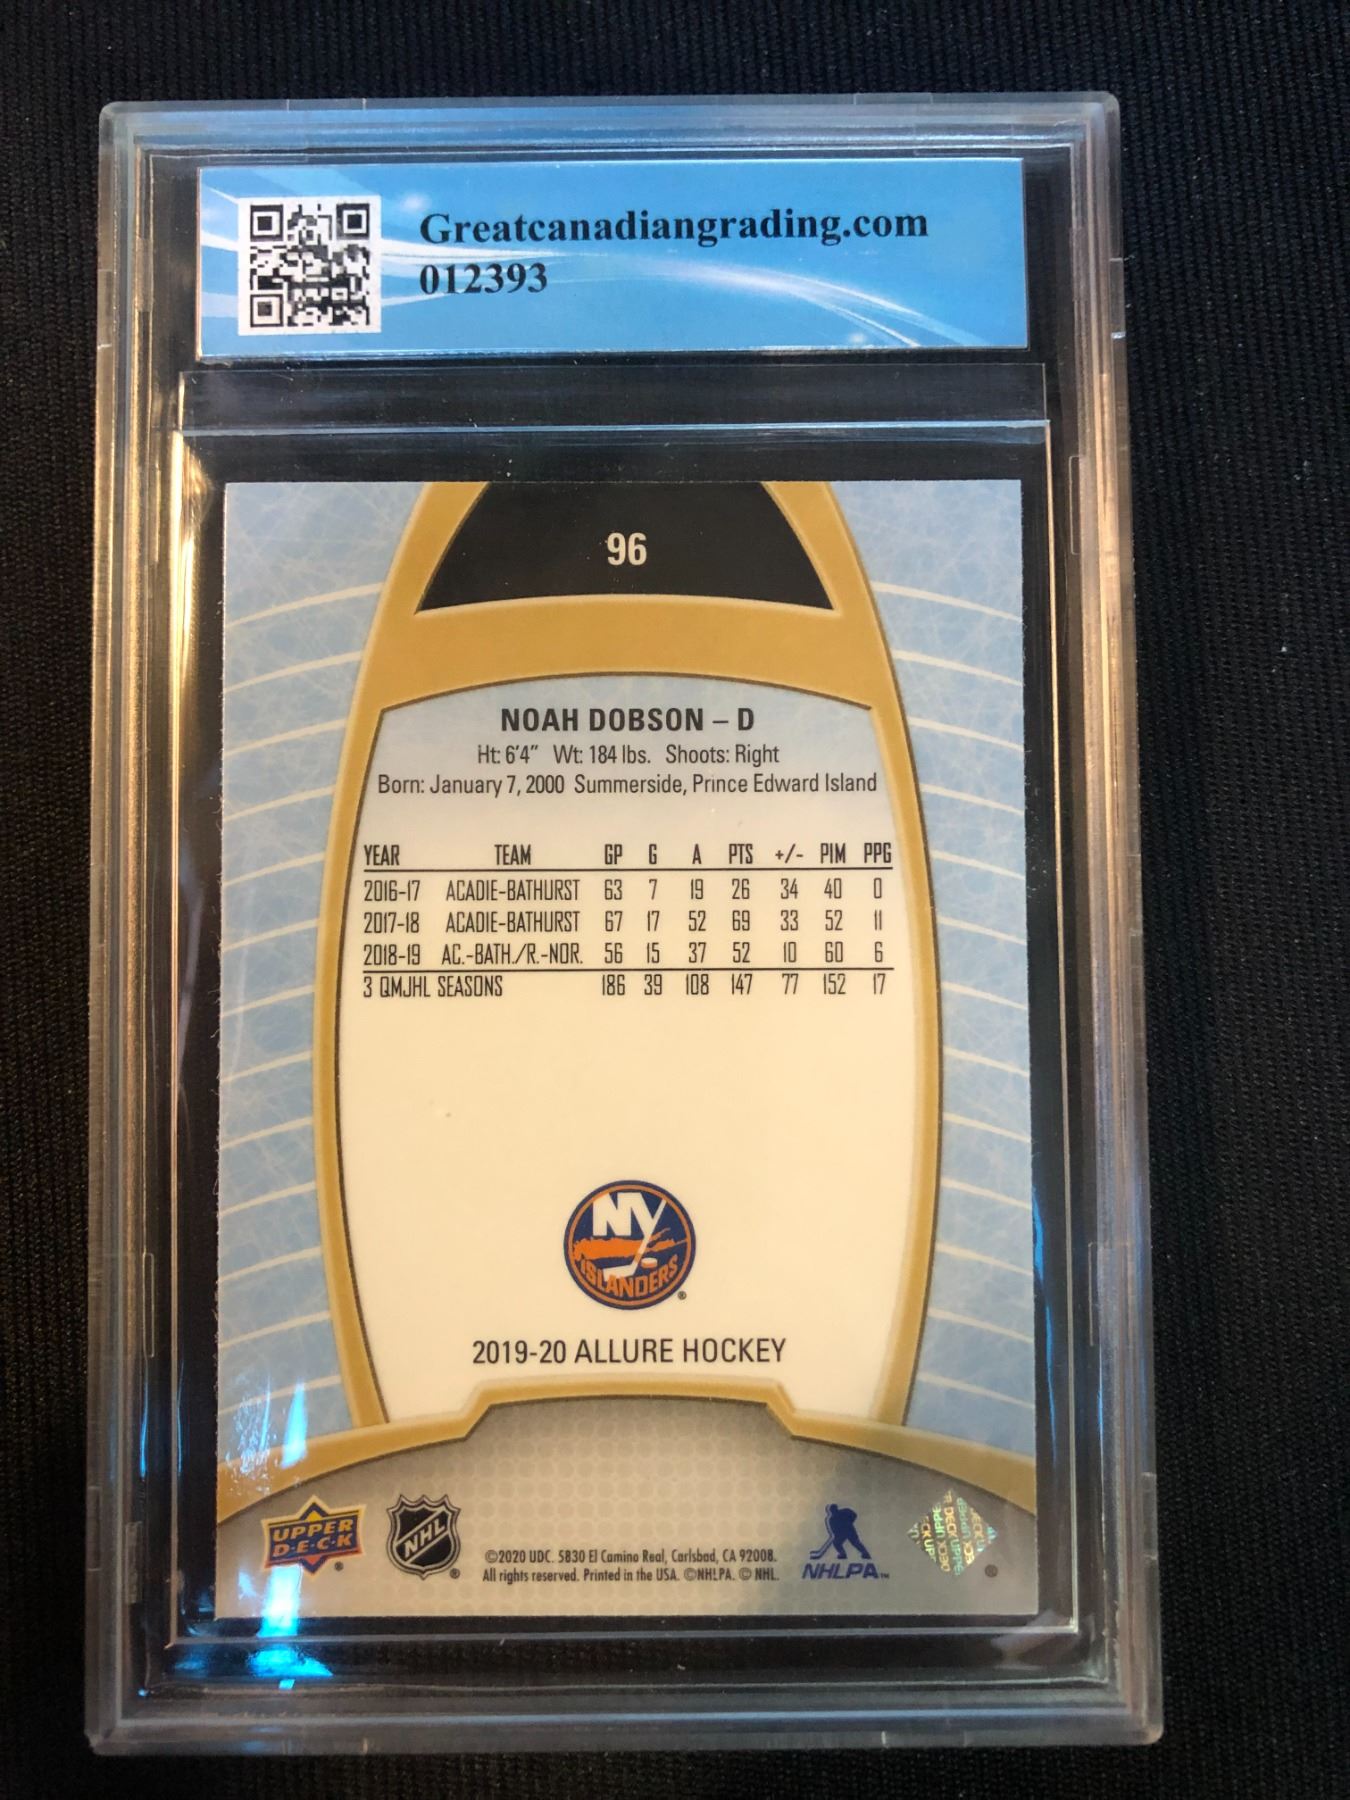 Greatcanadiangrading.com
012393
96
NOAH DOBSON – D
Ht: 6'4" Wt: 184 lbs. Shoots: Right
Born: January 7, 2000 Summerside, Prince Edward Island
YEAR TEAM GP G A PTS +/- PIM PPG
2016-17 ACADIE-BATHURST 63 7 19 26 34 40 0
2017-18 ACADIE-BATHURST 67 17 52 69 33 52 11
2018-19 AC.-BATH./R.-NOR. 56 15 37 52 10 60 6
3 QMJHL SEASONS 186 39 108 147 77 152 17
NY
ISLANDERS
®
2019-20 ALLURE HOCKEY
UPPER
D·E·C·K
®
NHL
®
©2020 UDC. 5830 El Camino Real, Carlsbad, CA 92008.
All rights reserved. Printed in the USA. ©NHLPA. © NHL.
NHLPA™
®